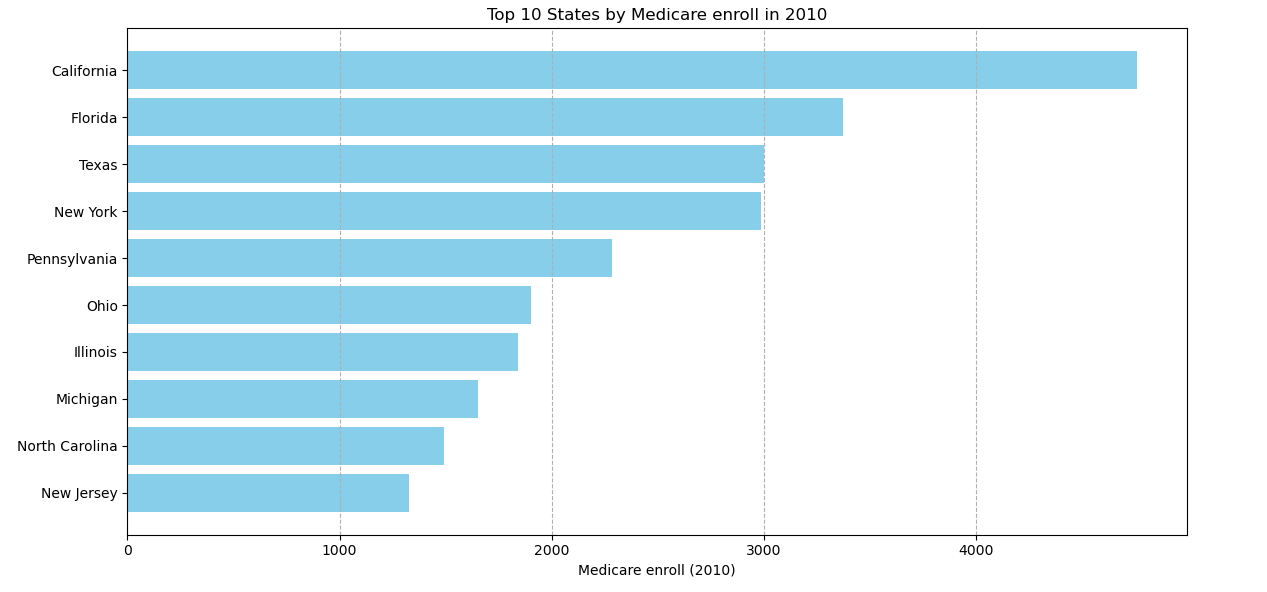 Top 10 States by Medicare enroll in 2010
California
Florida
Texas
New York
Pennsylvania
Ohio
Illinois
Michigan
North Carolina
New Jersey
0 1000 2000 3000 4000
Medicare enroll (2010)